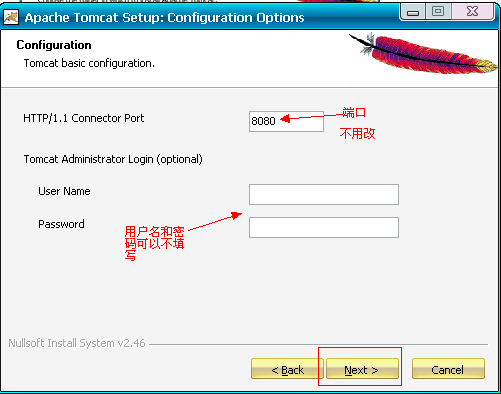 Apache Tomcat Setup: Configuration Options
Configuration
Tomcat basic configuration.
HTTP/1.1 Connector Port
8080
端口
不用改
Tomcat Administrator Login (optional)
User Name
Password
用户名和密
码可以不填
写
Nullsoft Install System v2.46
< Back
Next >
Cancel